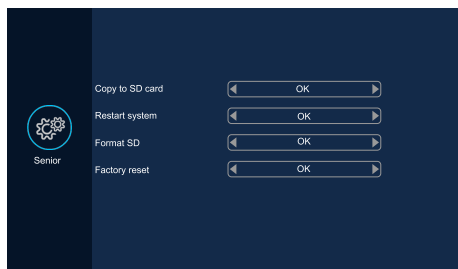 Copy to SD card OK
Restart system OK
Format SD OK
Senior
Factory reset OK